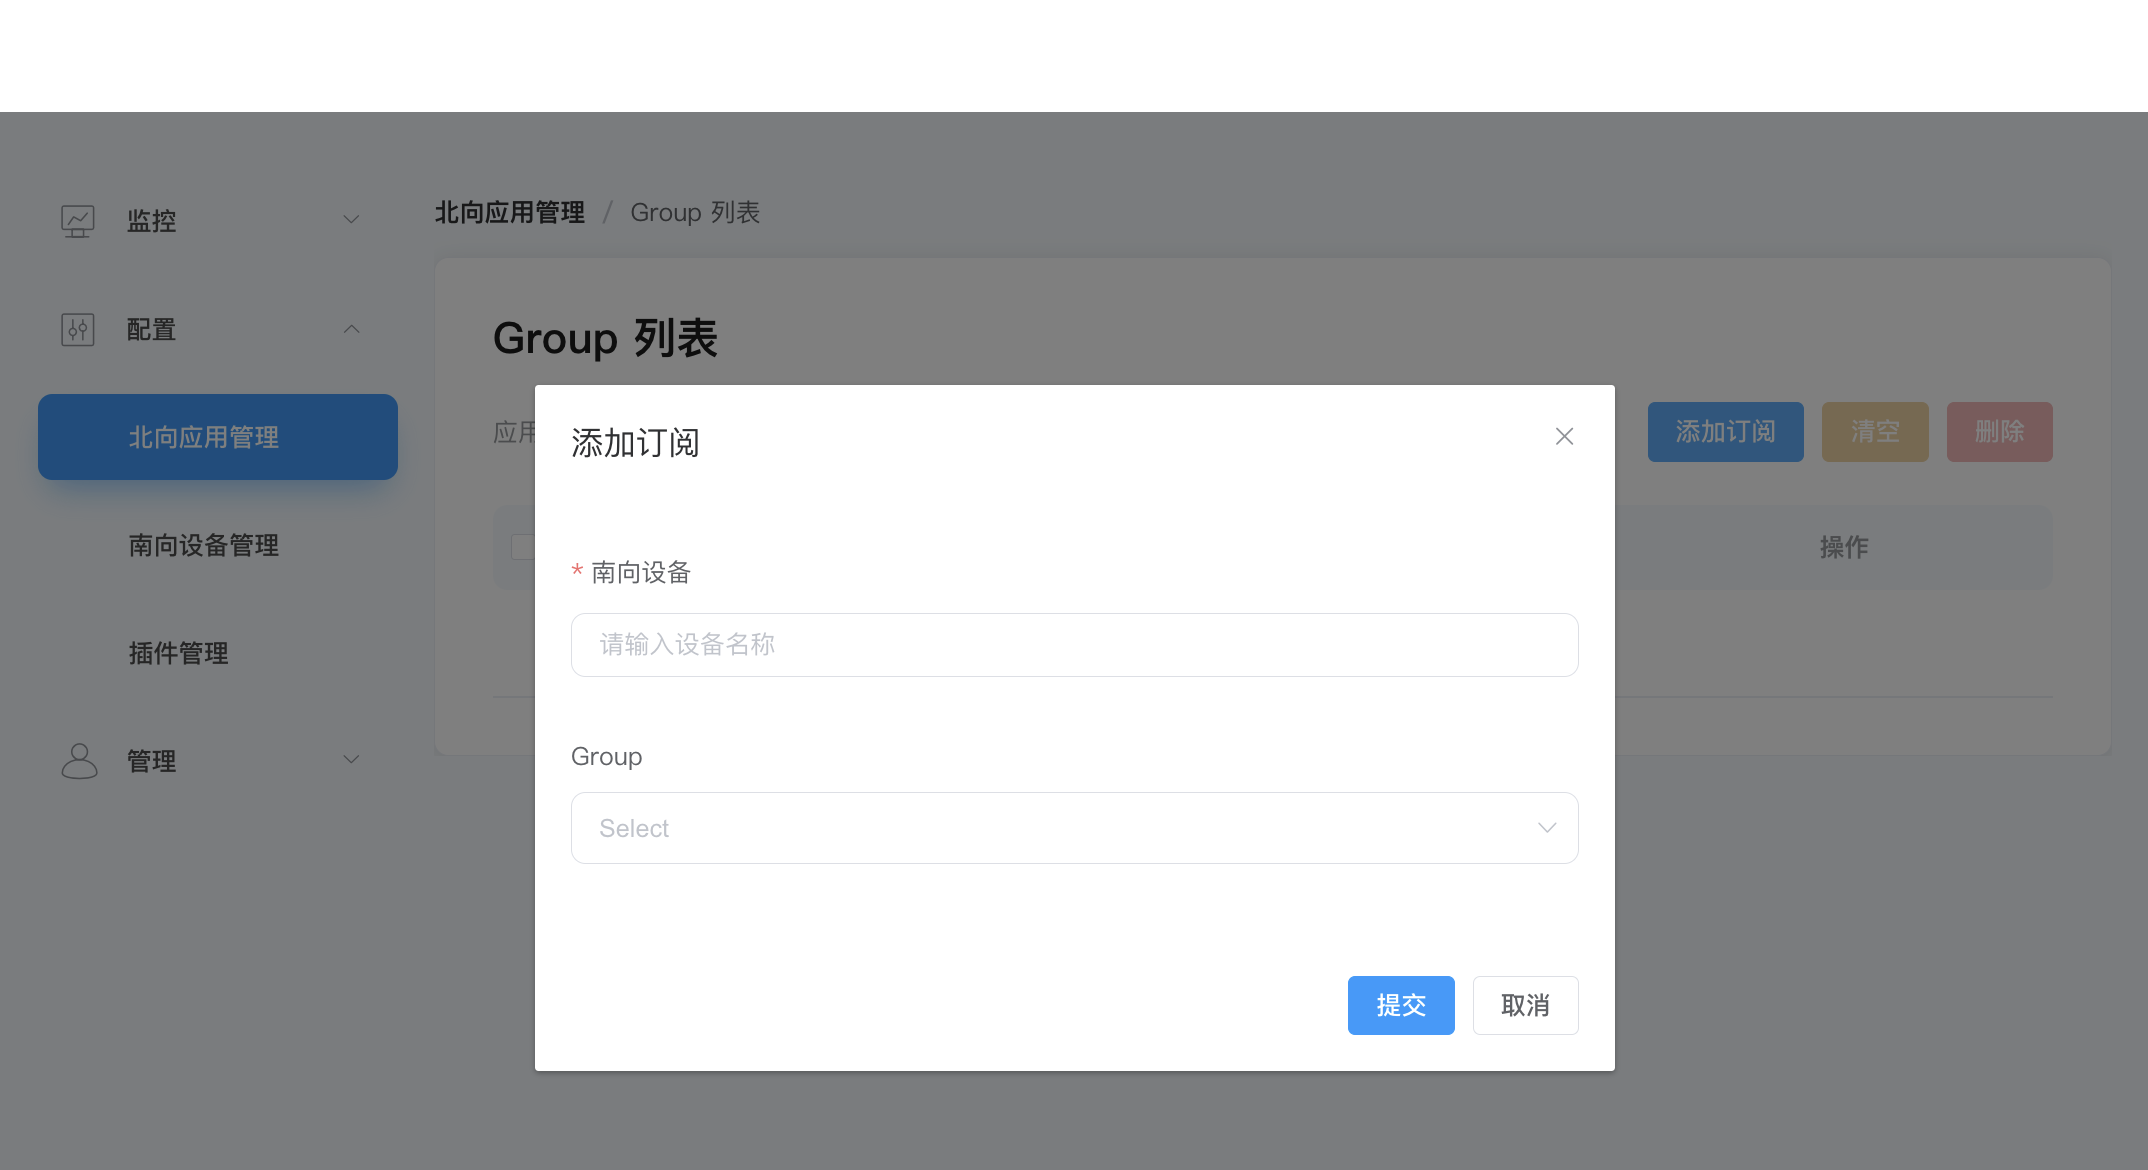 监控
配置
北向应用管理
南向设备管理
插件管理
管理
北向应用管理 / Group 列表
Group 列表
应用
添加订阅
清空
删除
操作
添加订阅
* 南向设备
请输入设备名称
Group
Select
提交
取消